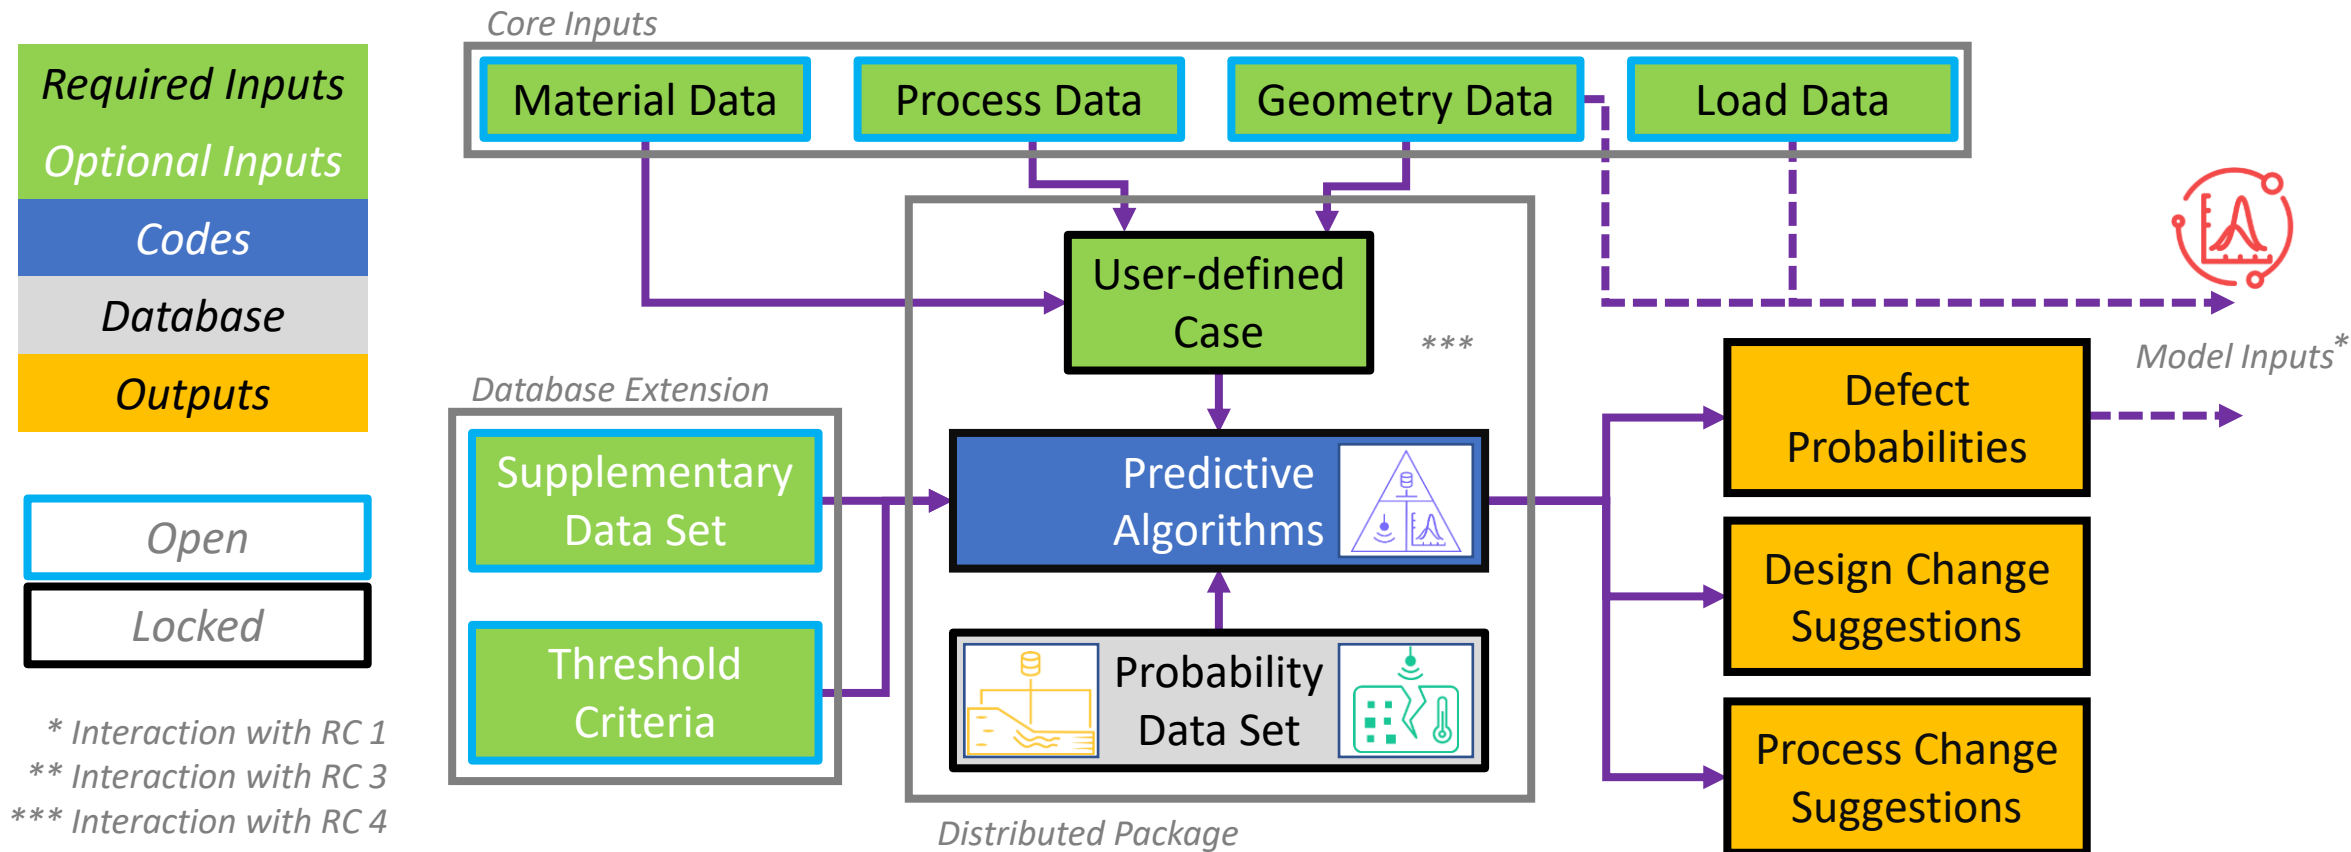 Core Inputs
Required Inputs
Optional Inputs
Codes
Database
Outputs
Open
Locked
* Interaction with RC 1
** Interaction with RC 3
*** Interaction with RC 4
Material Data
Process Data
Geometry Data
Load Data
User-defined
Case
***
Model Inputs*
Database Extension
Supplementary
Data Set
Threshold
Criteria
Predictive
Algorithms
Probability
Data Set
Distributed Package
Defect
Probabilities
Design Change
Suggestions
Process Change
Suggestions